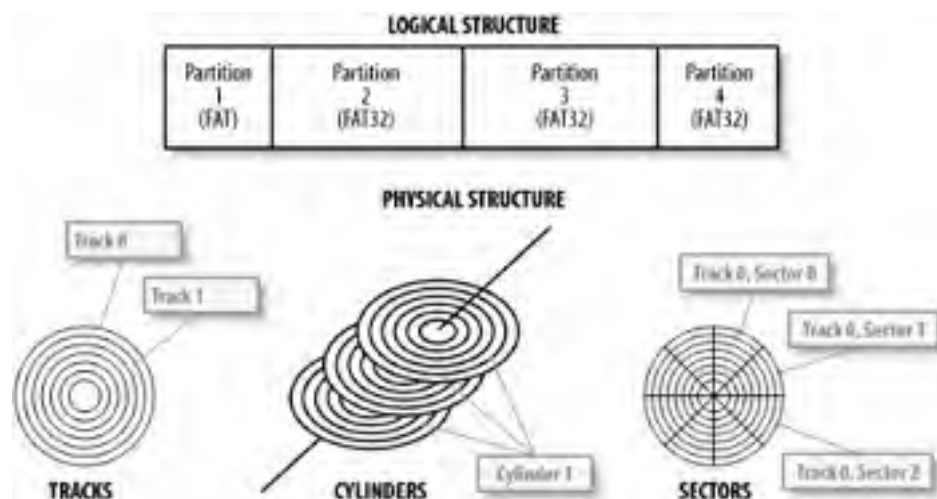 LOGICAL STRUCTURE
Partition
1
(FAT)
Partition
2
(FAT32)
Partition
3
(FAT32)
Partition
4
(FAT32)
PHYSICAL STRUCTURE
Track 0
Track 1
Track 0, Sector 0
Track 0, Sector 1
Cylinder 1
Track 0, Sector 2
TRACKS
CYLINDERS
SECTORS